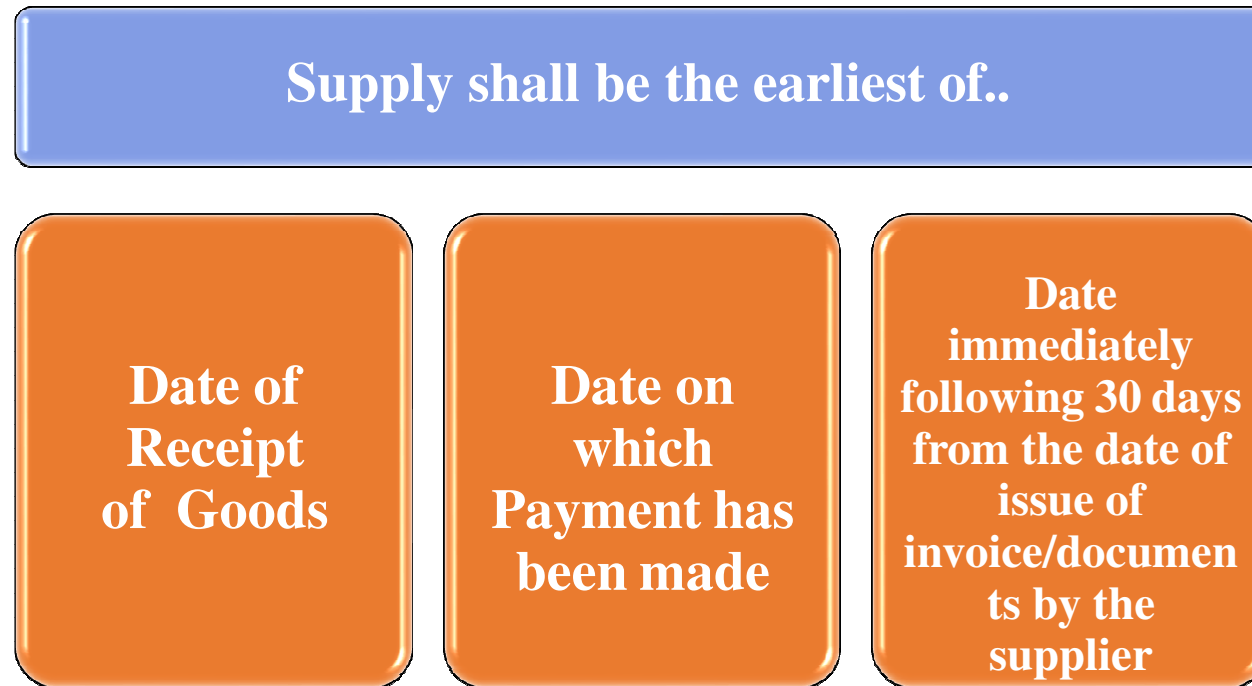 Supply shall be the earliest of..
Date of
Receipt
of Goods
Date on
which
Payment has
been made
Date
immediately
following 30 days
from the date of
issue of
invoice/documen
ts by the
supplier